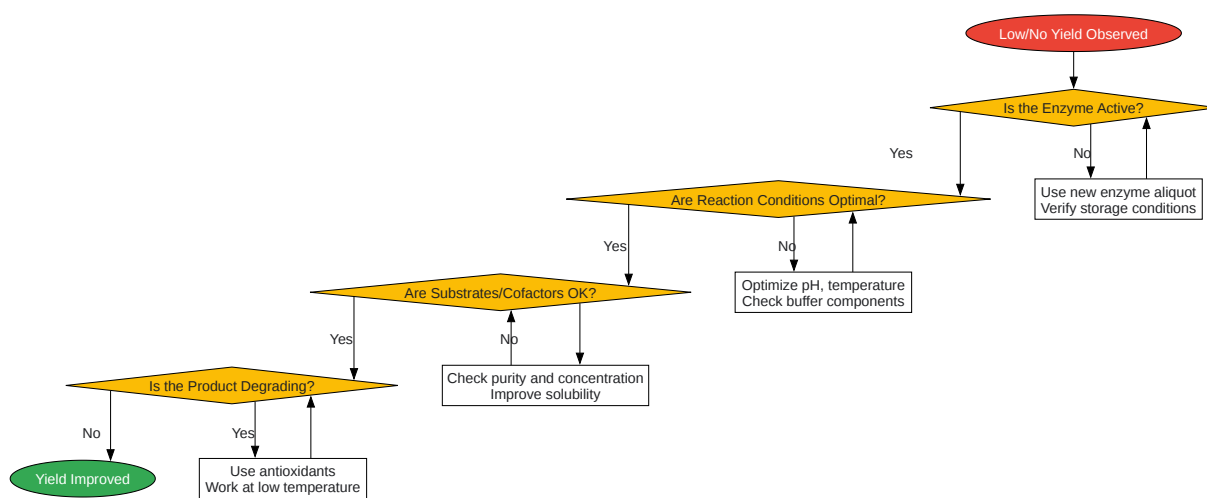 Low/No Yield Observed
Is the Enzyme Active?
Yes
No
Use new enzyme aliquot
Verify storage conditions
Are Reaction Conditions Optimal?
Yes
No
Optimize pH, temperature
Check buffer components
Are Substrates/Cofactors OK?
Yes
No
Check purity and concentration
Improve solubility
Is the Product Degrading?
No
Yes
Yield Improved
Use antioxidants
Work at low temperature